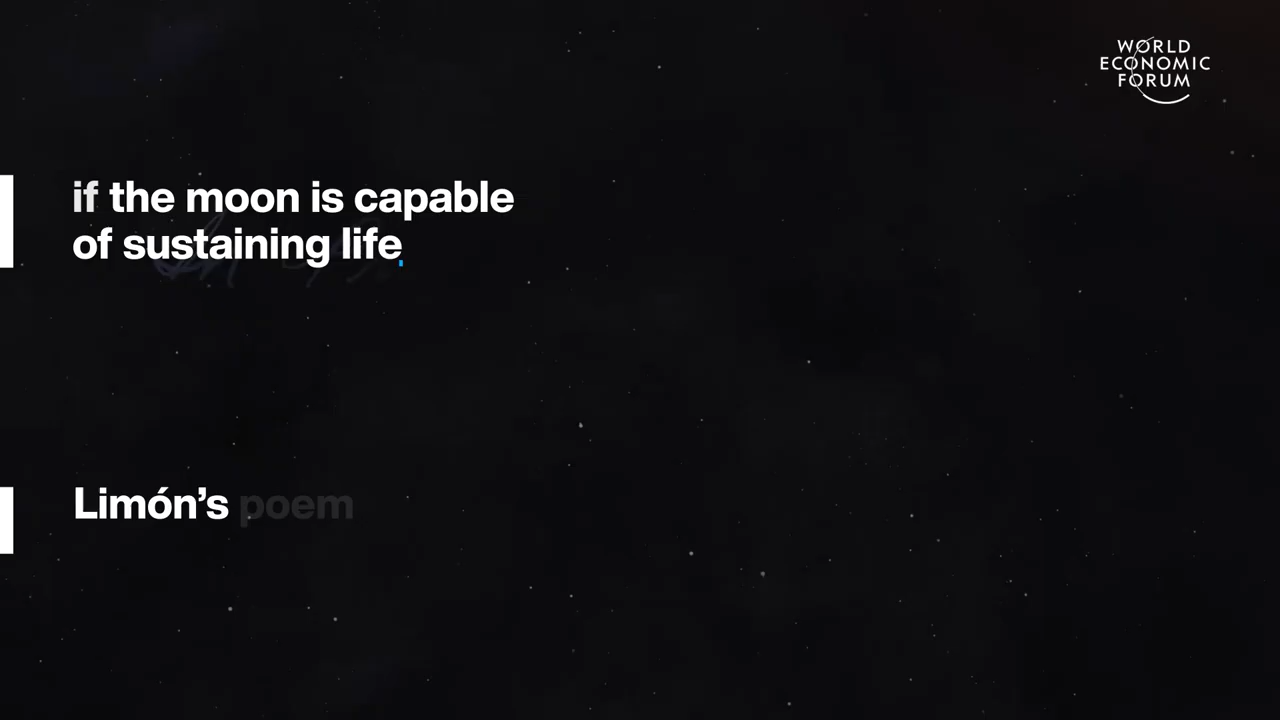 WORLD
ECONOMIC
FORUM
if the moon is capable
of sustaining life
Limón’s poem